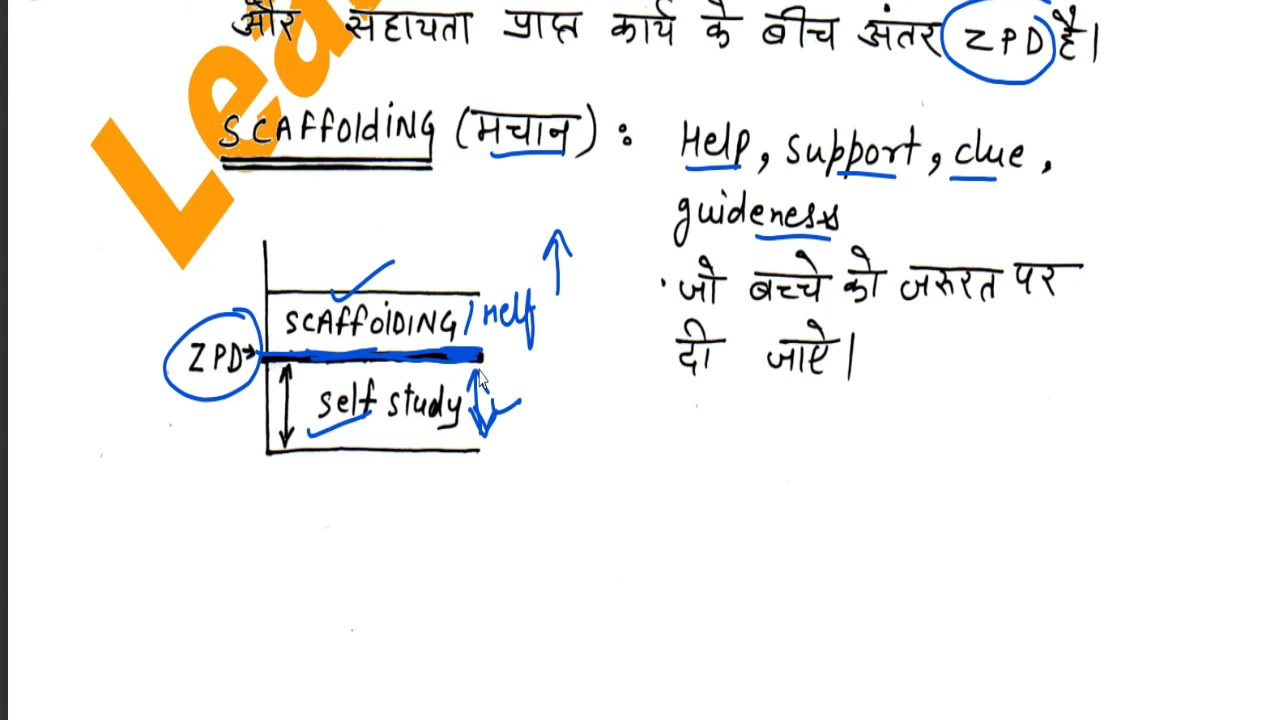 और सहायता प्राप्त कार्य के बीच अंतर ZPD है।
Lea
SCAffoldiNG (मचान) : Help, support, clue,
guideness
· जो बच्चे को जरूरत पर
दी जाऐ।
SCAffolDING / Help
ZPD→
self study